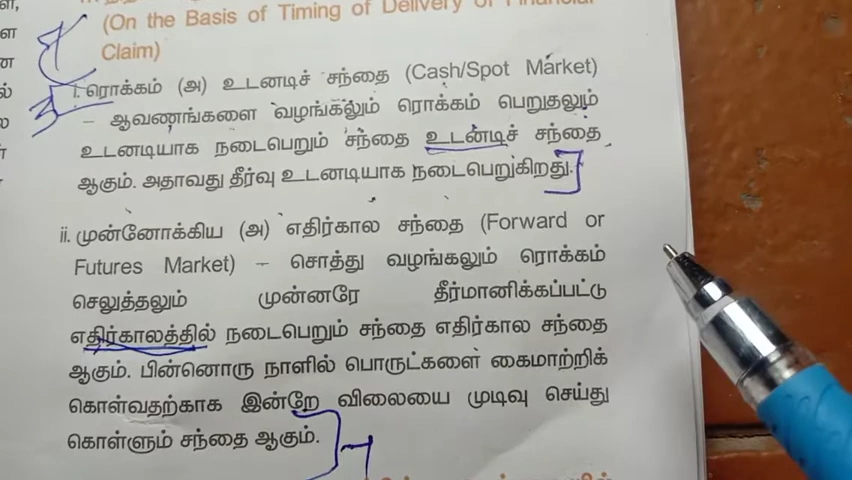 (On the Basis of Timing of Delivery of Financial
Claim)
i. ரொக்கம் (அ) உடனடிச் சந்தை (Cash/Spot Market)
– ஆவணங்களை வழங்கலும் ரொக்கம் பெறுதலும்
உடனடியாக நடைபெறும் சந்தை உடனடிச் சந்தை
ஆகும். அதாவது தீர்வு உடனடியாக நடைபெறுகிறது.
ii. முன்னோக்கிய (அ) எதிர்கால சந்தை (Forward or
Futures Market) – சொத்து வழங்கலும் ரொக்கம்
செலுத்தலும் முன்னரே தீர்மானிக்கப்பட்டு
எதிர்காலத்தில் நடைபெறும் சந்தை எதிர்கால சந்தை
ஆகும். பின்னொரு நாளில் பொருட்களை கைமாற்றிக்
கொள்வதற்காக இன்றே விலையை முடிவு செய்து
கொள்ளும் சந்தை ஆகும்.